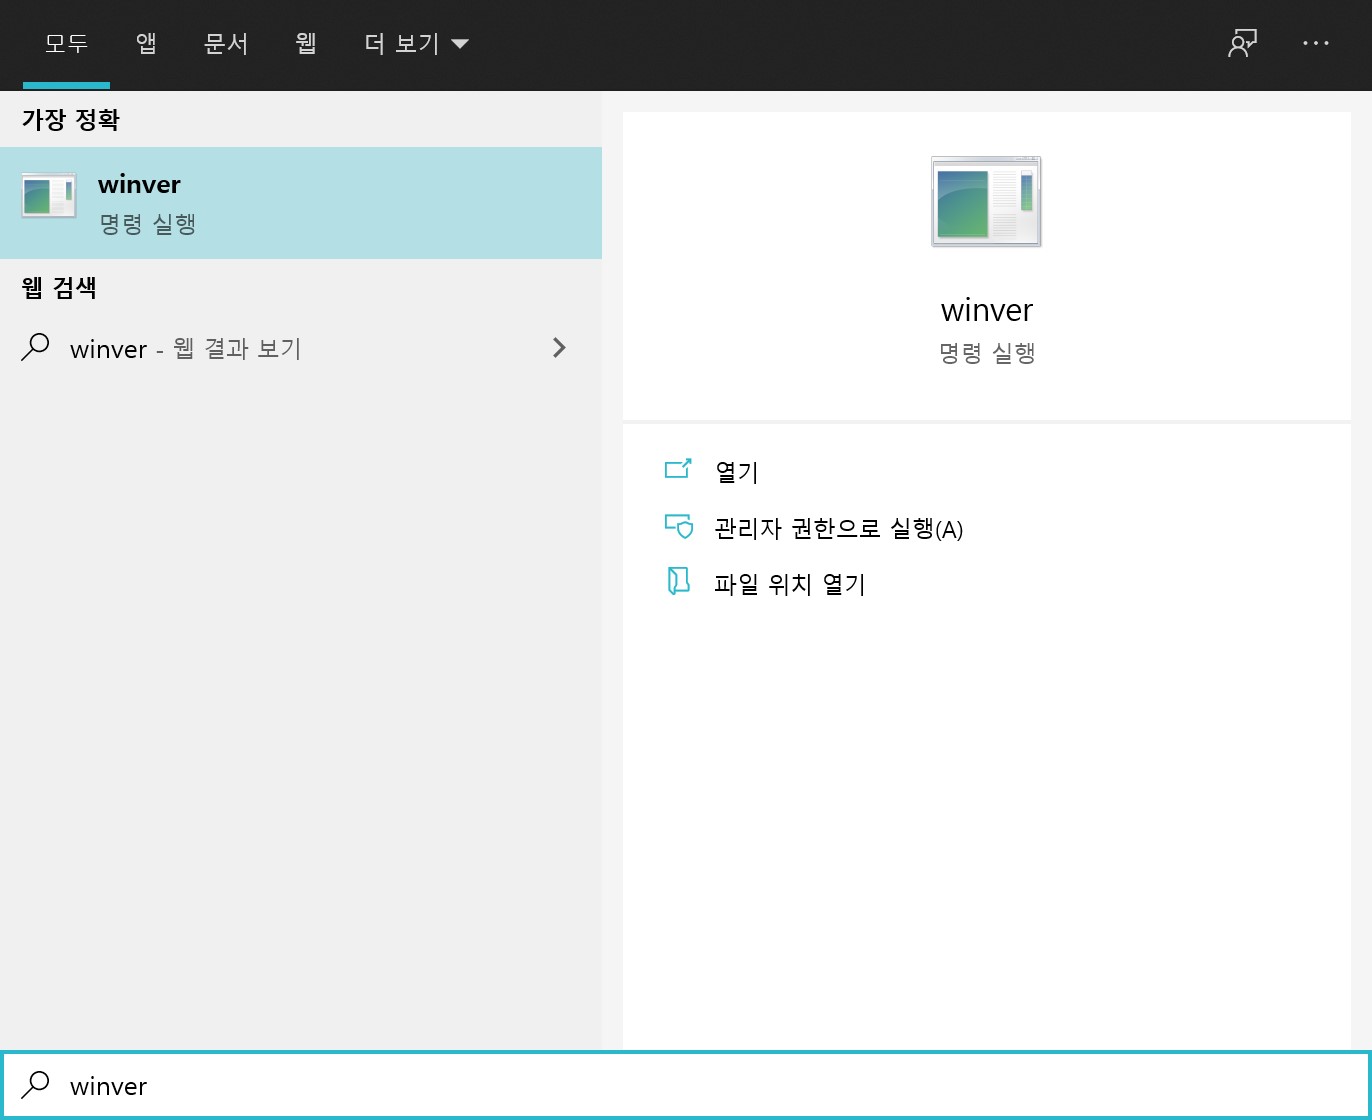 모두 앱 문서 웹 더 보기
가장 정확
winver
명령 실행
웹 검색
winver - 웹 결과 보기
winver
명령 실행
열기
관리자 권한으로 실행(A)
파일 위치 열기
winver